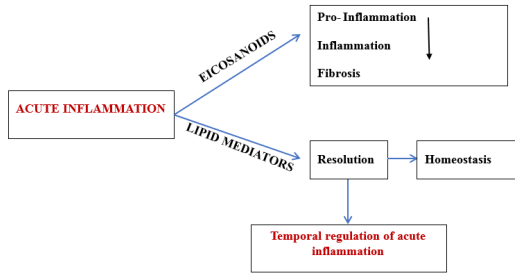 Pro- Inflammation
Inflammation
Fibrosis
EICOSANOIDS
ACUTE INFLAMMATION
LIPID MEDIATORS
Resolution
Homeostasis
Temporal regulation of acute
inflammation